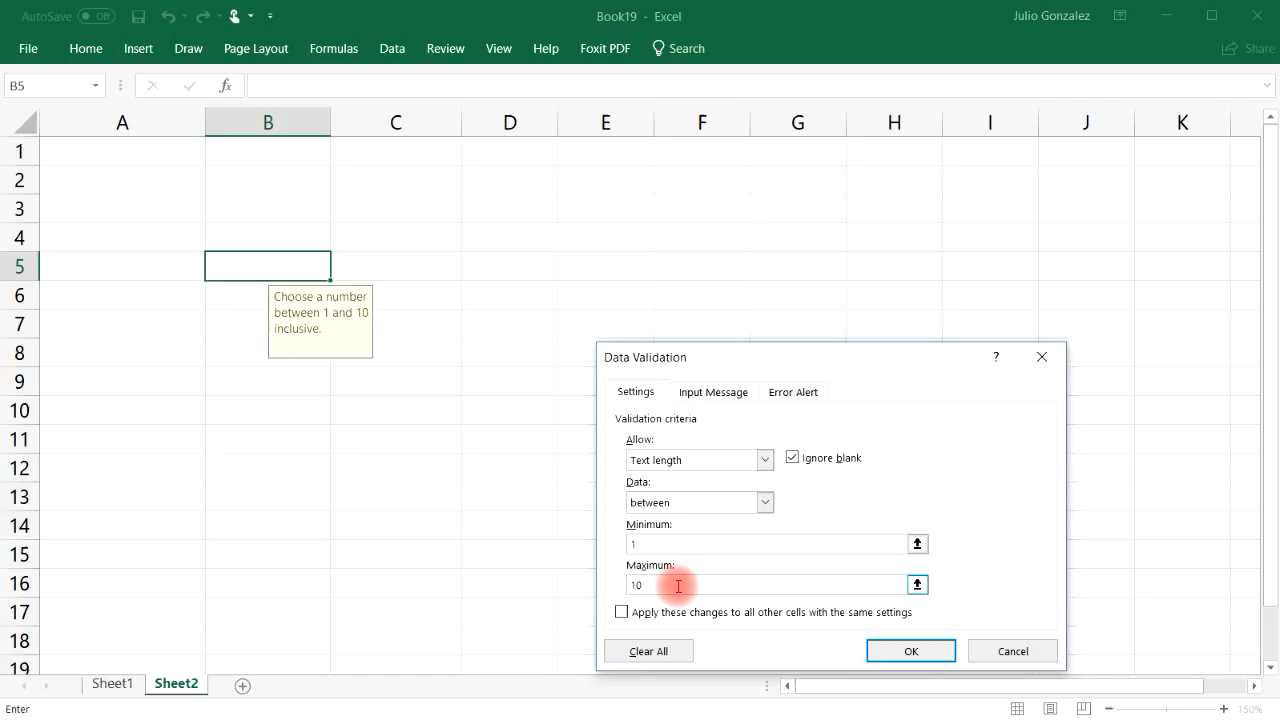 AutoSave Off Book19 - Excel Julio Gonzalez
File Home Insert Draw Page Layout Formulas Data Review View Help Foxit PDF Search Share
B5 fx
A B C D E F G H I J K
1
2
3
4
5
6
7
8
9
10
11
12
13
14
15
16
17
18
19
Choose a number
between 1 and 10
inclusive.
Data Validation ?
Settings Input Message Error Alert
Validation criteria
Allow:
Text length Ignore blank
Data:
between
Minimum:
1
Maximum:
10
Apply these changes to all other cells with the same settings
Clear All OK Cancel
Sheet1 Sheet2
Enter 150%